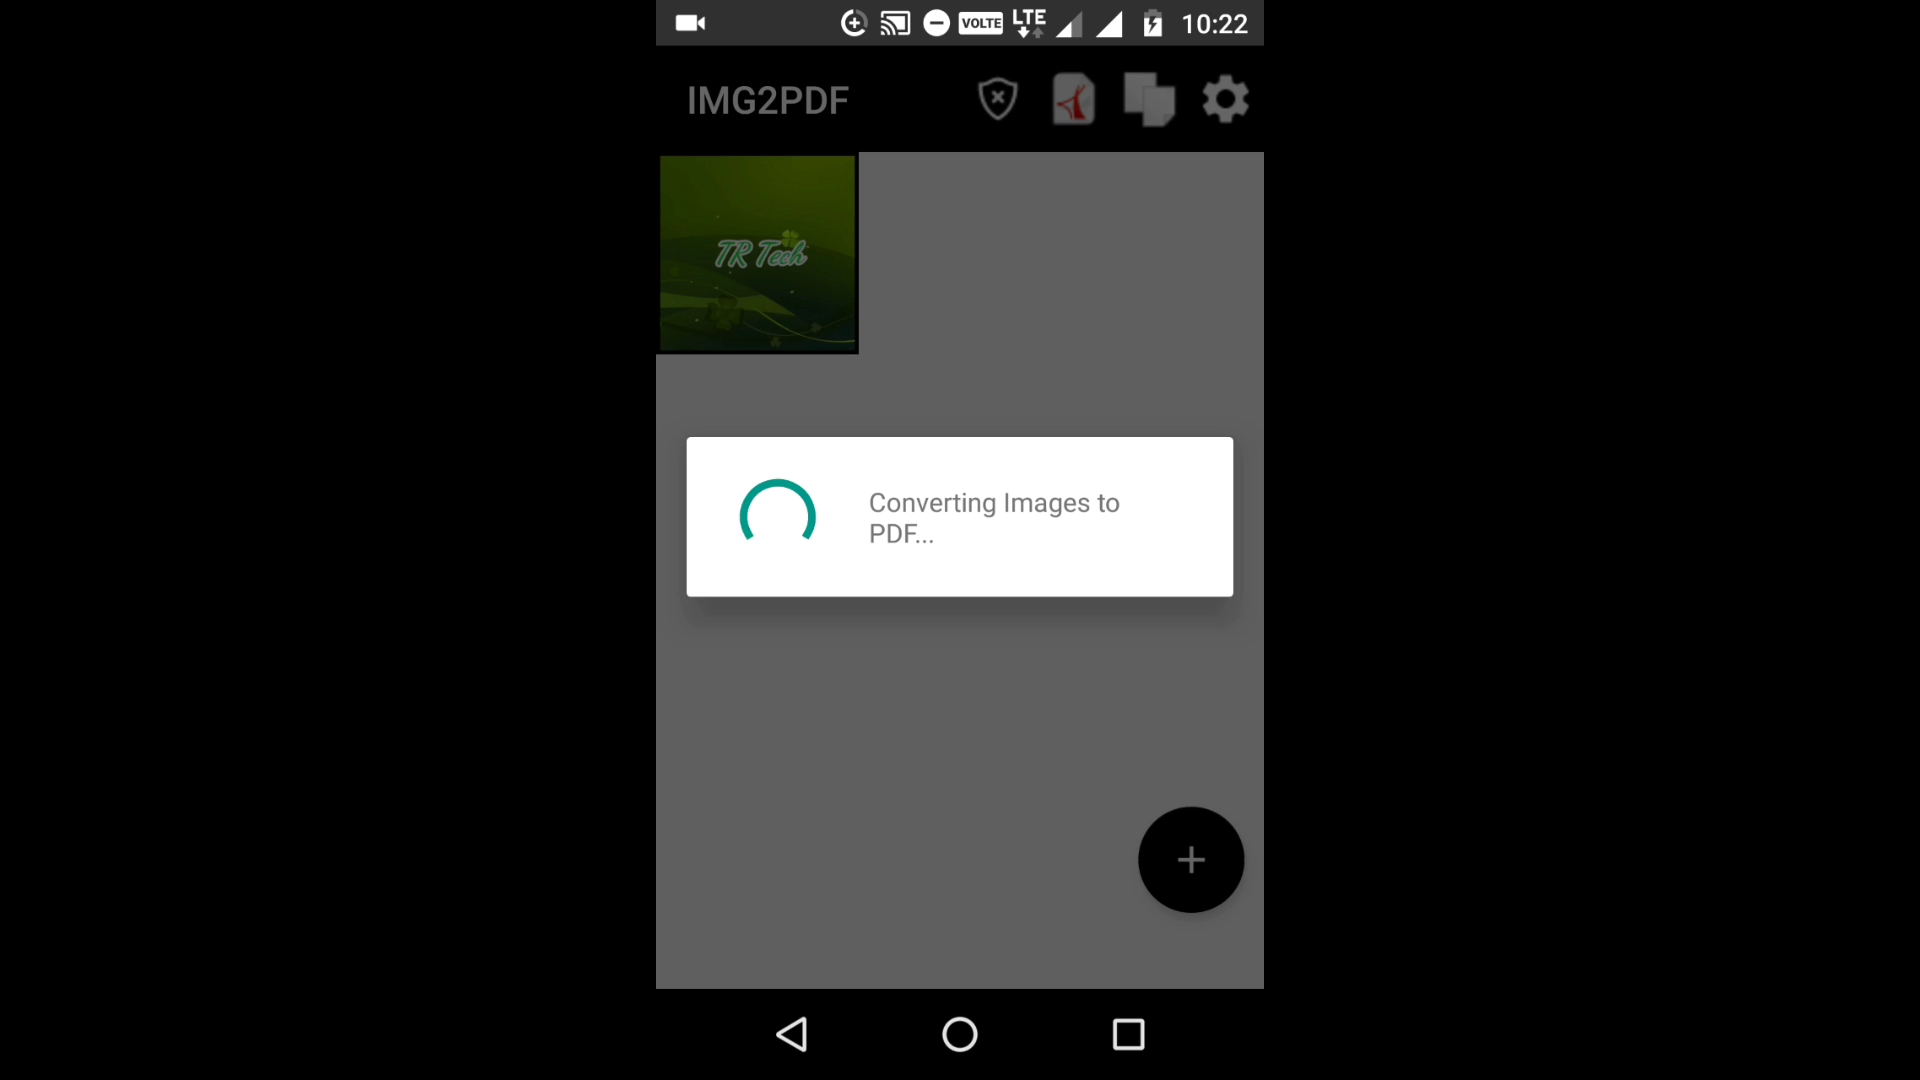 VOLTE
LTE
10:22
IMG2PDF
TR Tech
Converting Images to
PDF...